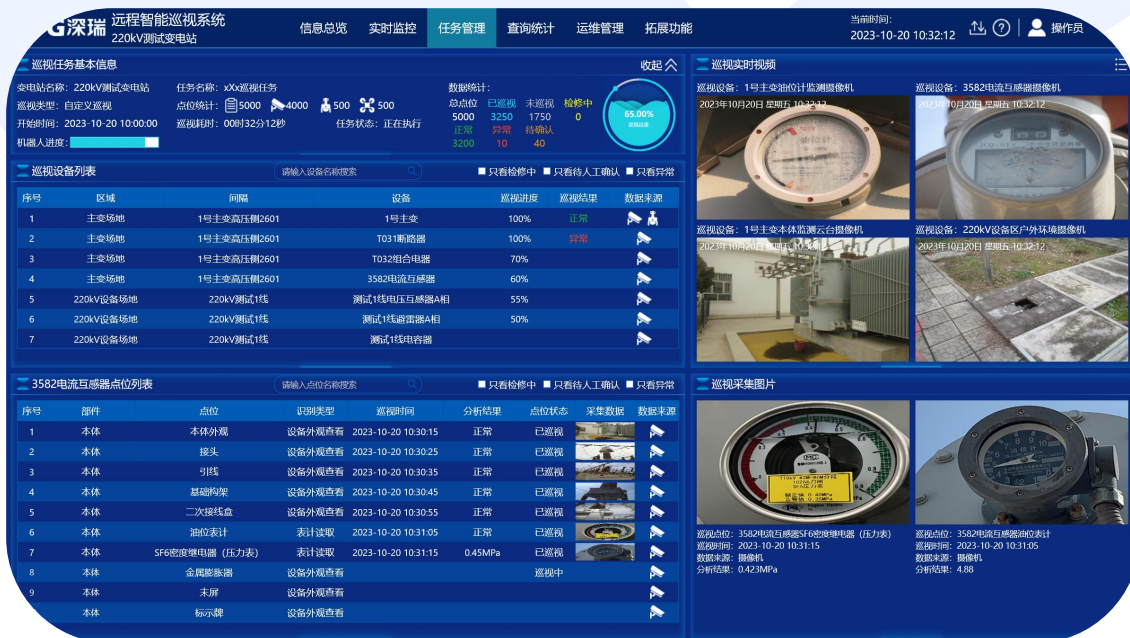 G深瑞 远程智能巡视系统
220kV测试变电站
信息总览 实时监控 任务管理 查询统计 运维管理 拓展功能
当前时间:
2023-10-20 10:32:12
操作员
巡视任务基本信息 收起
变电站名称: 220kV测试变电站 任务名称: xXx巡视任务 数据统计:
巡视类型: 自定义巡视 点位统计: 5000 4000 500 500
总点位 已巡视 未巡视 检修中
5000 3250 1750 0
开始时间: 2023-10-20 10:00:00 巡视耗时: 00时32分12秒 任务状态: 正在执行
正常 异常 待确认
3200 10 40
机器人进度:
65.00%
巡视进度
巡视设备列表 请输入设备名称搜索 只看检修中 只看待人工确认 只看异常
序号 区域 间隔 设备 巡视进度 巡视结果 数据来源
1 主变场地 1号主变高压侧2601 1号主变 100% 正常
2 主变场地 1号主变高压侧2601 T031断路器 100% 异常
3 主变场地 1号主变高压侧2601 T032组合电器 70%
4 主变场地 1号主变高压侧2601 3582电流互感器 60%
5 220kV设备场地 220kV测试1线 测试1线电压互感器A相 55%
6 220kV设备场地 220kV测试1线 测试1线避雷器A相 50%
7 220kV设备场地 220kV测试1线 测试1线电容器
3582电流互感器点位列表 请输入点位名称搜索 只看检修中 只看待人工确认 只看异常
序号 部件 点位 识别类型 巡视时间 分析结果 点位状态 采集数据 数据来源
1 本体 本体外观 设备外观查看 2023-10-20 10:30:15 正常 已巡视
2 本体 接头 设备外观查看 2023-10-20 10:30:25 正常 已巡视
3 本体 引线 设备外观查看 2023-10-20 10:30:35 正常 已巡视
4 本体 基础构架 设备外观查看 2023-10-20 10:30:45 正常 已巡视
5 本体 二次接线盒 设备外观查看 2023-10-20 10:30:55 正常 已巡视
6 本体 油位表计 表计读取 2023-10-20 10:31:05 正常 已巡视
7 本体 SF6密度继电器 (压力表) 表计读取 2023-10-20 10:31:15 0.45MPa 已巡视
8 本体 金属膨胀器 设备外观查看 巡视中
9 本体 末屏 设备外观查看
本体 标示牌 设备外观查看
巡视实时视频
巡视设备: 1号主变油位计监测摄像机 巡视设备: 3582电流互感器摄像机
2023年10月20日 星期五 10:32:12 2023年10月20日 星期五 10:32:12
油位计
巡视设备: 1号主变本体监测云台摄像机 巡视设备: 220kV设备区户外环境摄像机
2023年10月20日 星期五 10:32:12 2023年10月20日 星期五 10:32:12
巡视采集图片
巡视点位: 3582电流互感器SF6密度继电器 (压力表)
巡视时间: 2023-10-20 10:31:15
数据来源: 摄像机
分析结果: 0.423MPa
巡视点位: 3582电流互感器油位表计
巡视时间: 2023-10-20 10:31:05
数据来源: 摄像机
分析结果: 4.88